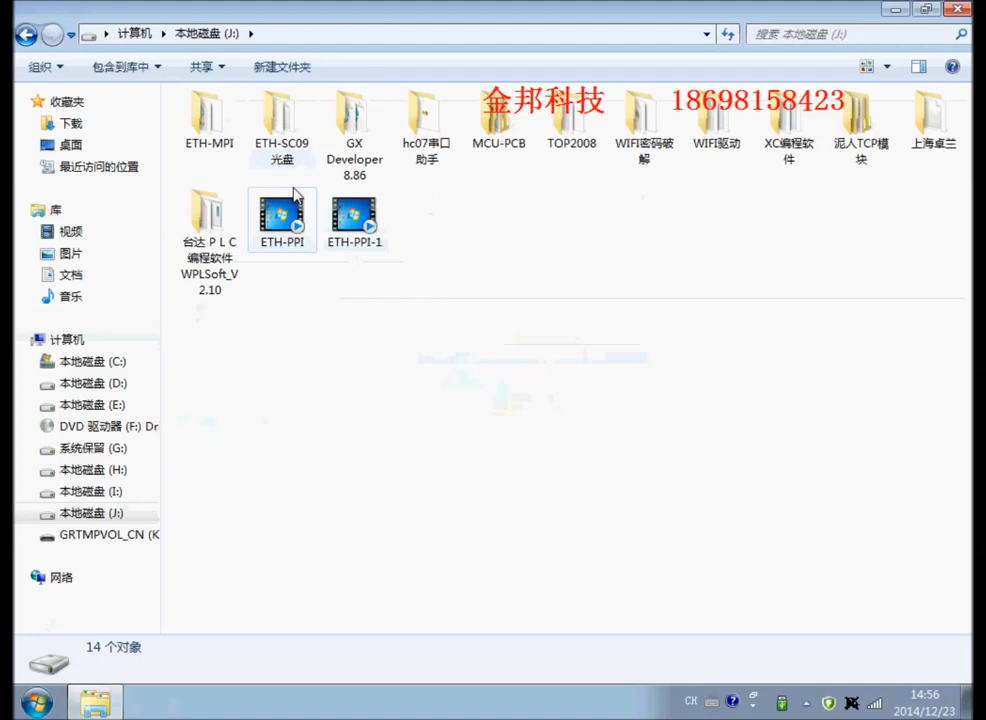 计算机 本地磁盘 (J:)
搜索 本地磁盘 (J:)
组织 包含到库中 共享 新建文件夹
金邦科技 18698158423
收藏夹
下载
桌面
最近访问的位置
库
视频
图片
文档
音乐
计算机
本地磁盘 (C:)
本地磁盘 (D:)
本地磁盘 (E:)
DVD 驱动器 (F:) Dr
系统保留 (G:)
本地磁盘 (H:)
本地磁盘 (I:)
本地磁盘 (J:)
GRTMPVOL_CN (K
网络
ETH-MPI
ETH-SC09
光盘
GX
Developer
8.86
hc07串口
助手
MCU-PCB
TOP2008
WIFI密码破
解
WIFI驱动
XC编程软
件
泥人TCP模
块
上海卓兰
台达 P L C
编程软件
WPLSoft_V
2.10
ETH-PPI
ETH-PPI-1
14 个对象
CH
14:56
2014/12/23